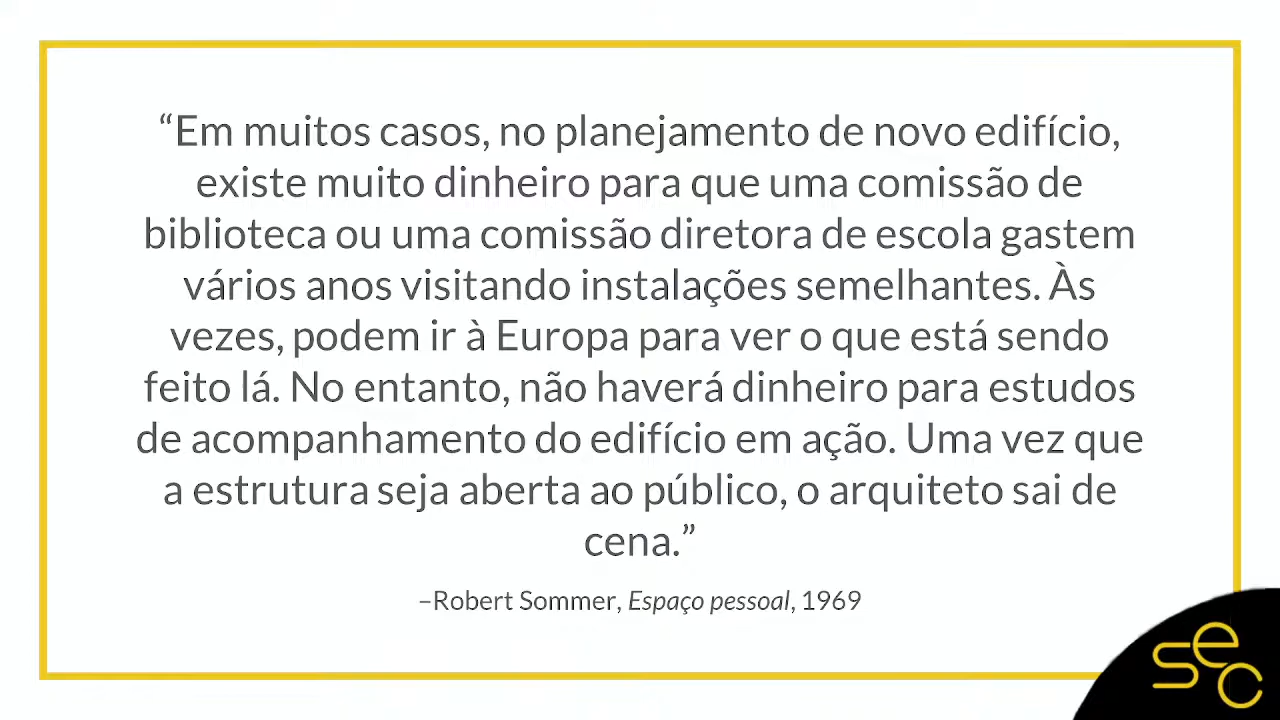 “Em muitos casos, no planejamento de novo edifício,
existe muito dinheiro para que uma comissão de
biblioteca ou uma comissão diretora de escola gastem
vários anos visitando instalações semelhantes. Às
vezes, podem ir à Europa para ver o que está sendo
feito lá. No entanto, não haverá dinheiro para estudos
de acompanhamento do edifício em ação. Uma vez que
a estrutura seja aberta ao público, o arquiteto sai de
cena.”
–Robert Sommer, Espaço pessoal, 1969
sec